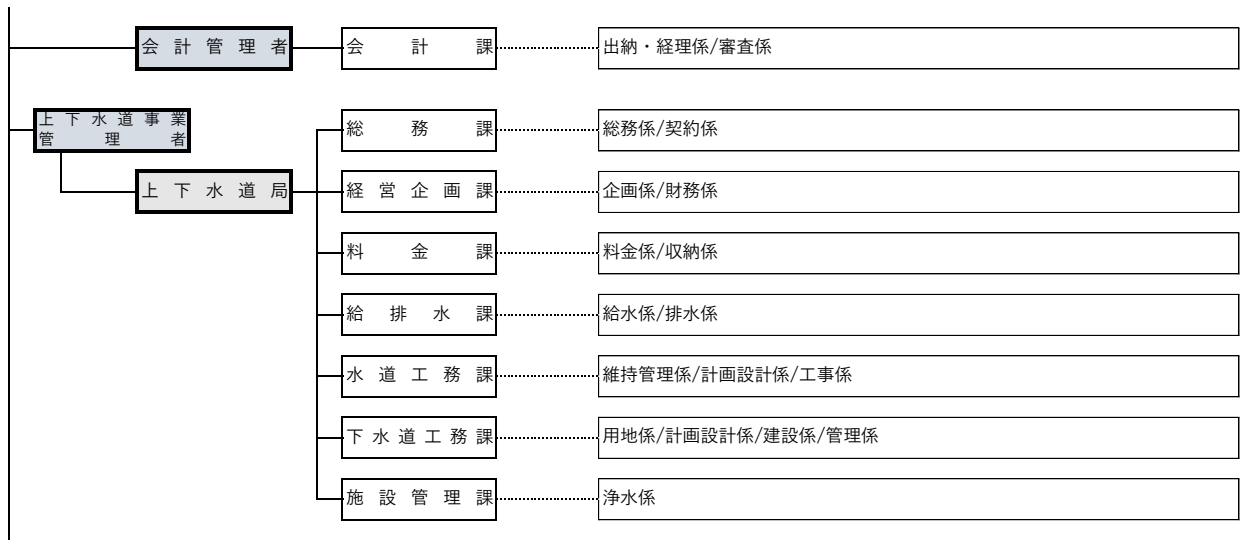 会計管理者 会計課 出納・経理係/審査係
上下水道事業
管理者
総務課 総務係/契約係
上下水道局 経営企画課 企画係/財務係
料金課 料金係/収納係
給排水課 給水係/排水係
水道工務課 維持管理係/計画設計係/工事係
下水道工務課 用地係/計画設計係/建設係/管理係
施設管理課 浄水係